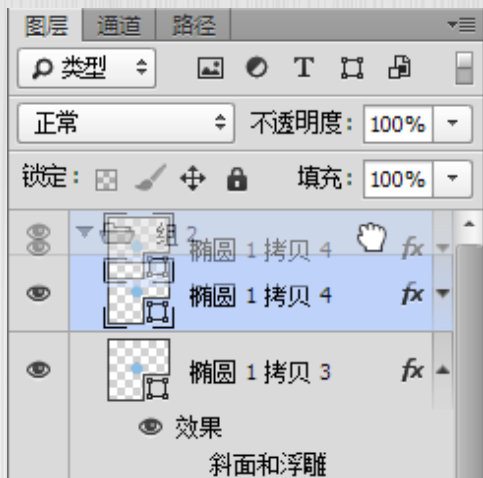 图层 通道 路径
类型 T
正常 不透明度: 100%
锁定: 填充: 100%
组 2
椭圆 1 拷贝 4 fx
椭圆 1 拷贝 4 fx
椭圆 1 拷贝 3 fx
效果
斜面和浮雕